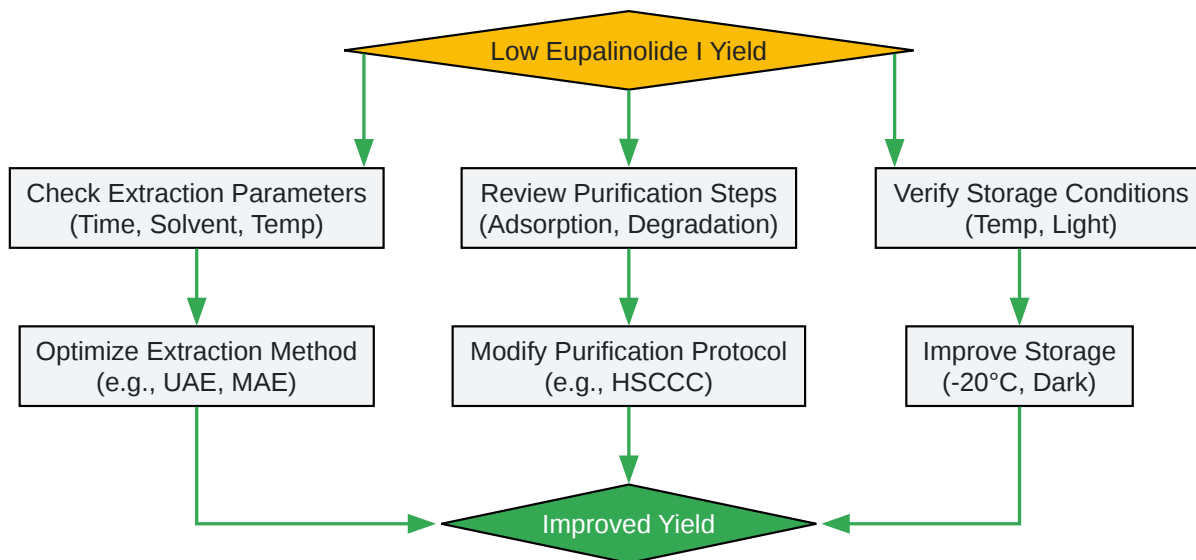 Low Eupalinolide I Yield
Check Extraction Parameters
(Time, Solvent, Temp)
Review Purification Steps
(Adsorption, Degradation)
Verify Storage Conditions
(Temp, Light)
Optimize Extraction Method
(e.g., UAE, MAE)
Modify Purification Protocol
(e.g., HSCCC)
Improve Storage
(-20°C, Dark)
Improved Yield